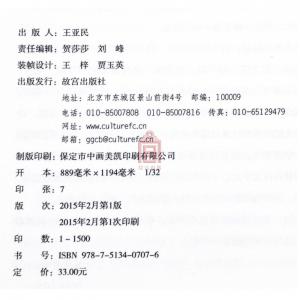 出 版 人：王亚民
责任编辑：贺莎莎 刘 峰
装帧设计：王 梓 贾玉英
出版发行：故宫出版社
地址：北京市东城区景山前街4号 邮编：100009
电话：010-85007808 010-85007816 传真：010-65129479
网址：www.culturefc.cn
邮箱：ggcb@culturefc.cn
制版印刷：保定市中画美凯印刷有限公司
开 本：889毫米×1194毫米 1/32
印 张：7
版 次：2015年2月第1版
2015年2月第1次印刷
印 数：1-1500
书 号：ISBN 978-7-5134-0707-6
定 价：33.00元